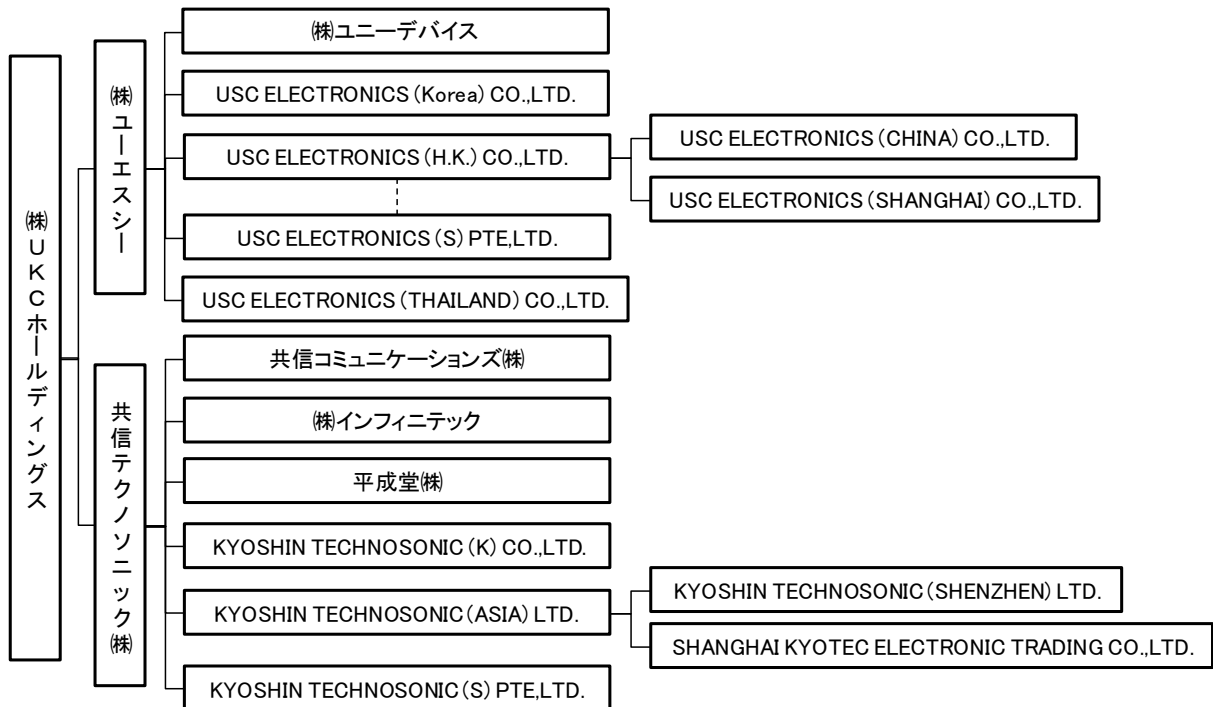 ㈱UKCホールディングス
㈱ユーエスシー
㈱ユニーデバイス
USC ELECTRONICS(Korea) CO.,LTD.
USC ELECTRONICS(H.K.) CO.,LTD.
USC ELECTRONICS(CHINA) CO.,LTD.
USC ELECTRONICS(SHANGHAI) CO.,LTD.
USC ELECTRONICS(S) PTE,LTD.
USC ELECTRONICS(THAILAND) CO.,LTD.
共信テクノソニック㈱
共信コミュニケーションズ㈱
㈱インフィニテック
平成堂㈱
KYOSHIN TECHNOSONIC(K) CO.,LTD.
KYOSHIN TECHNOSONIC(ASIA) LTD.
KYOSHIN TECHNOSONIC(SHENZHEN) LTD.
SHANGHAI KYOTEC ELECTRONIC TRADING CO.,LTD.
KYOSHIN TECHNOSONIC(S) PTE,LTD.